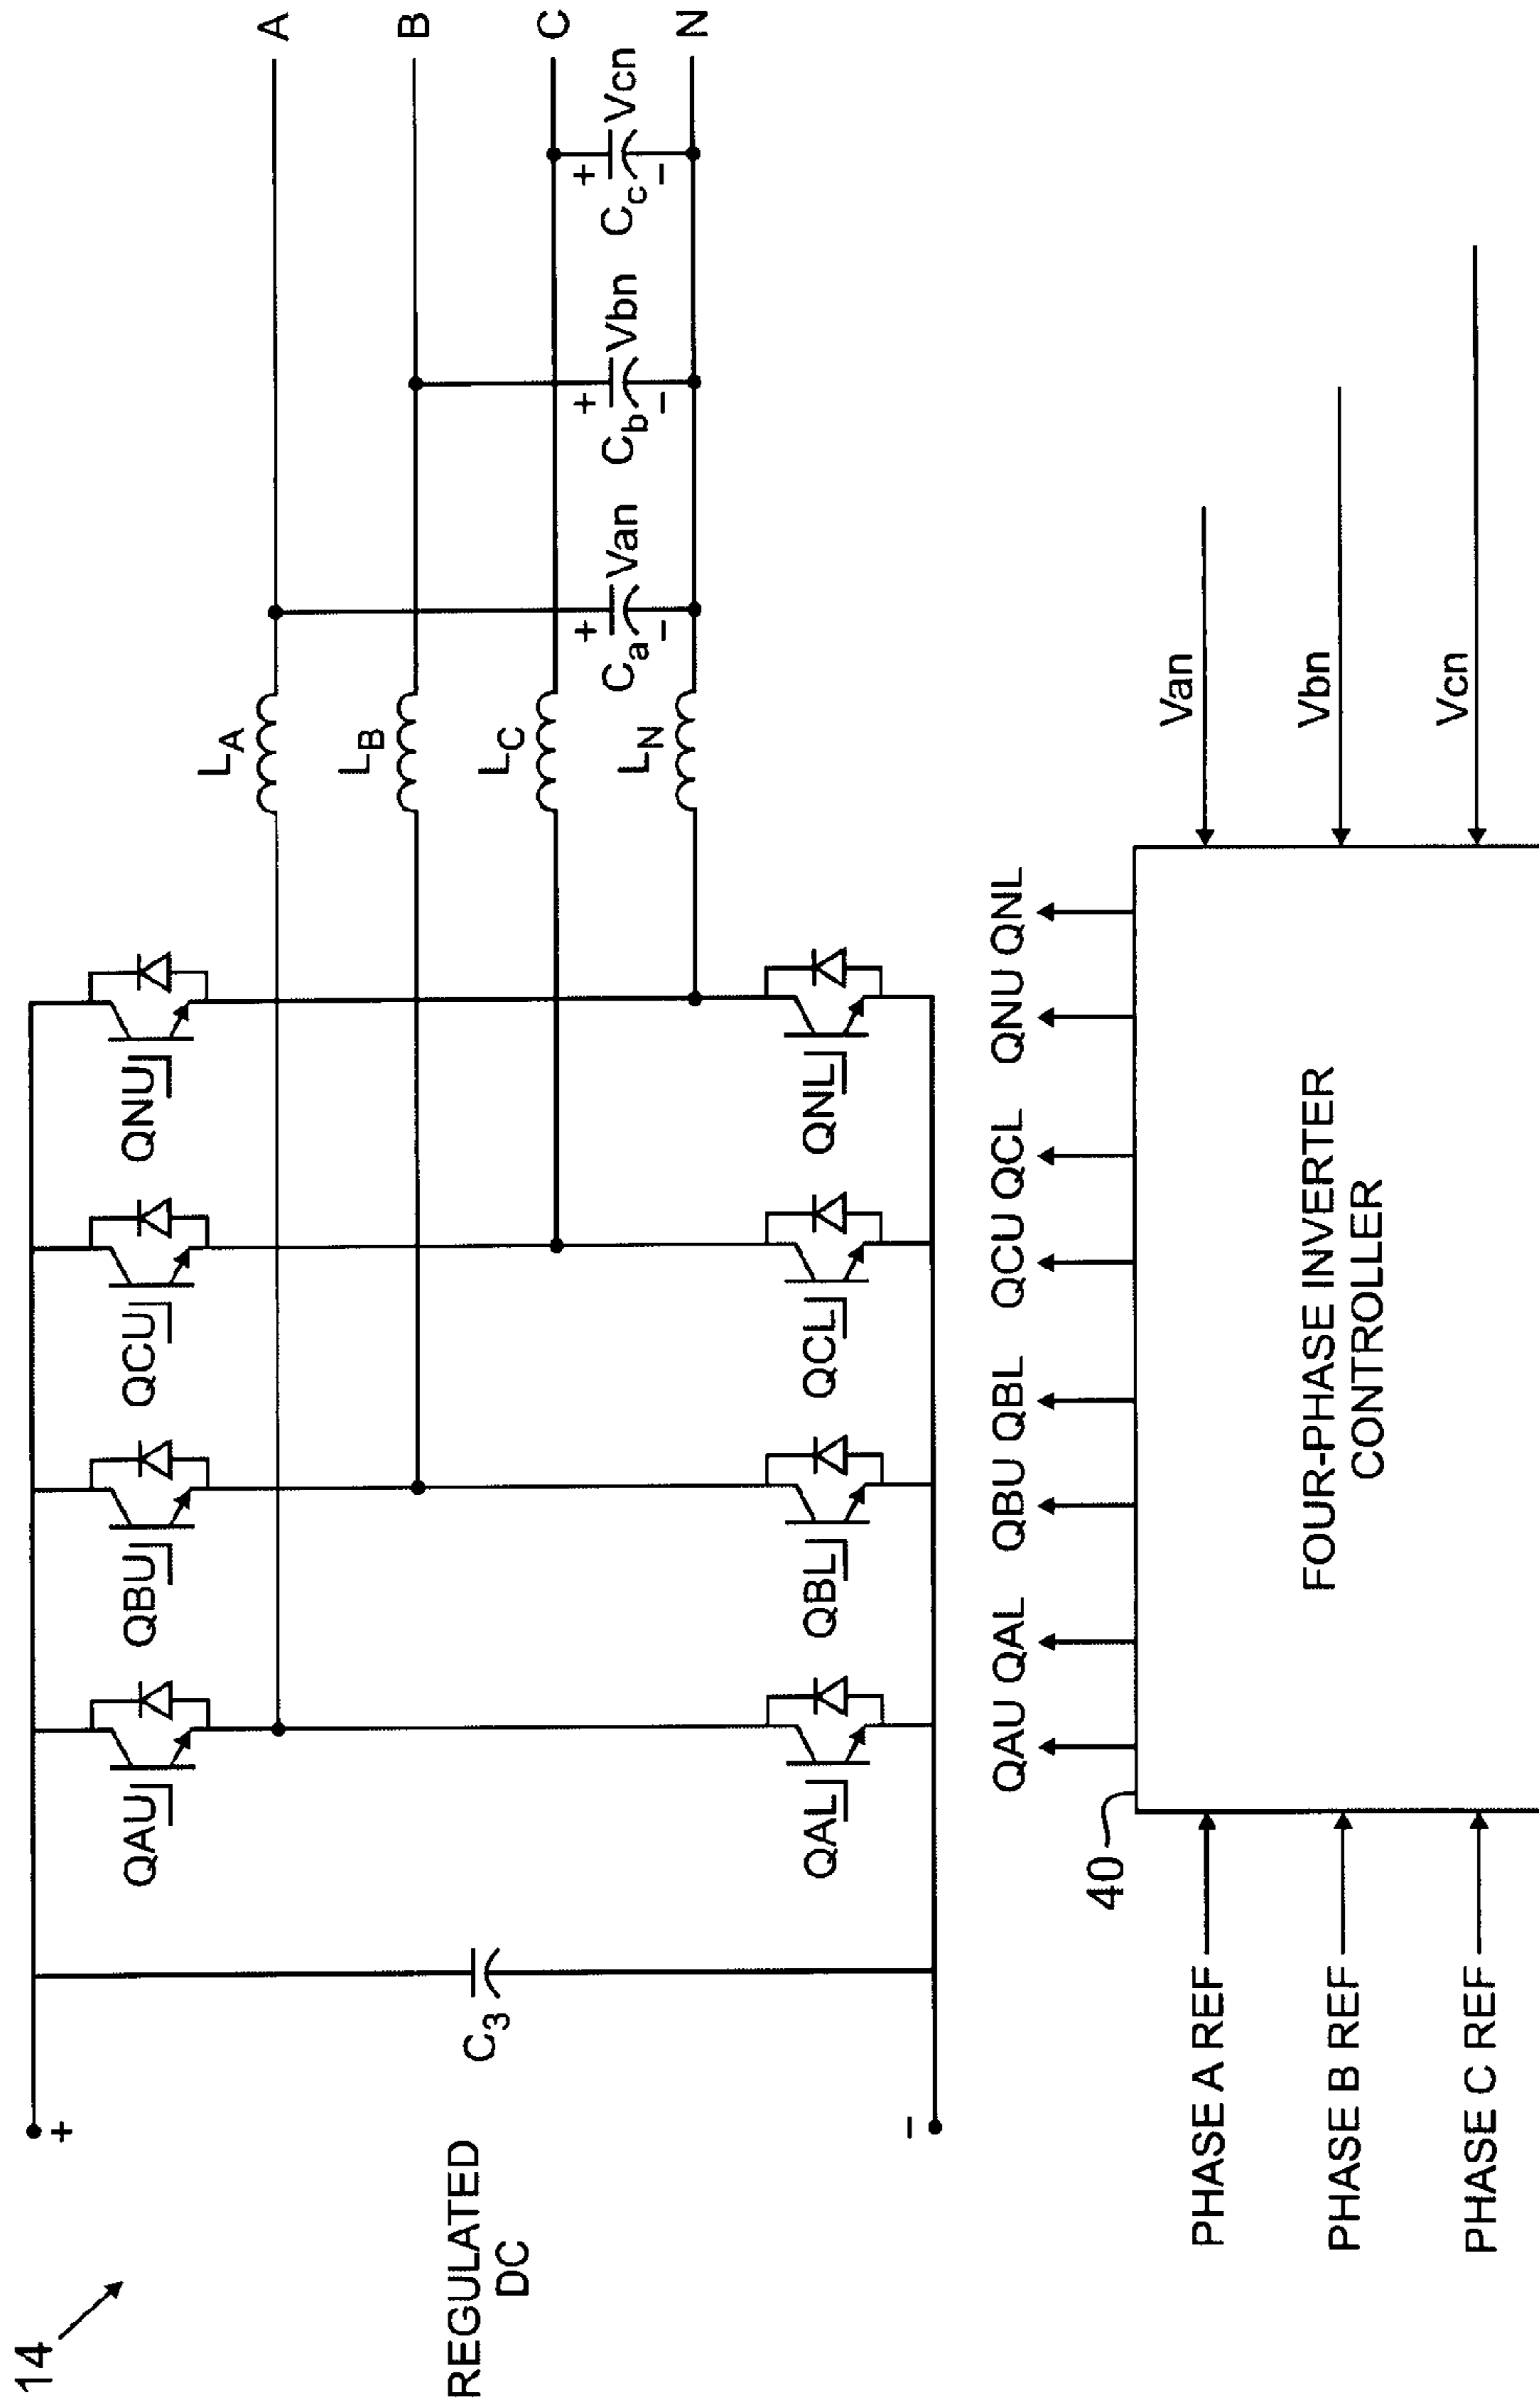 14
REGULATED
DC
+
−
C3
QAU
QBU
QCU
QNU
QAL
QBL
QCL
QNL
LA
LB
LC
LN
+
Ca
Van
−
+
Cb
Vbn
−
+
Cc
Vcn
−
A
B
C
N
QAU QAL QBU QBL QCU QCL QNU QNL
40
PHASE A REF
PHASE B REF
PHASE C REF
FOUR-PHASE INVERTER
CONTROLLER
Van
Vbn
Vcn